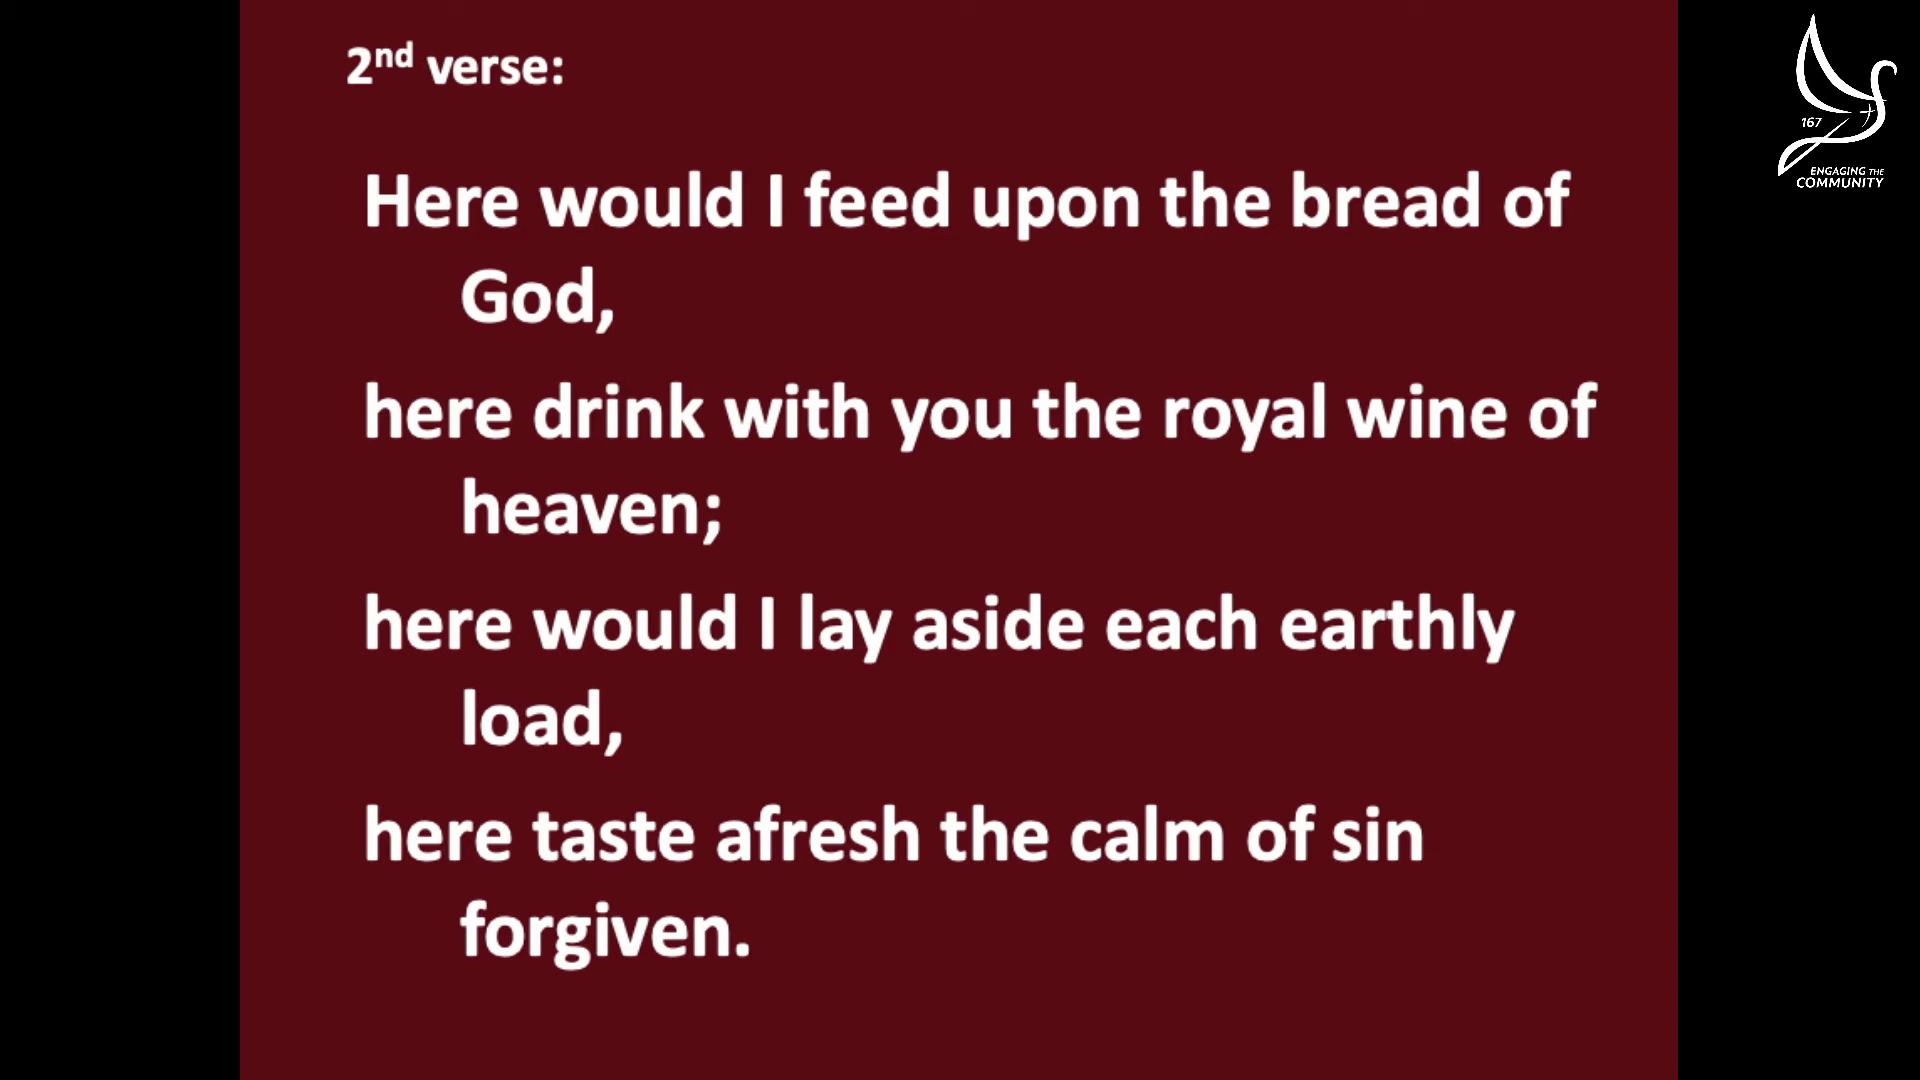 2nd verse:
Here would I feed upon the bread of
God,
here drink with you the royal wine of
heaven;
here would I lay aside each earthly
load,
here taste afresh the calm of sin
forgiven.
167
ENGAGING THE
COMMUNITY